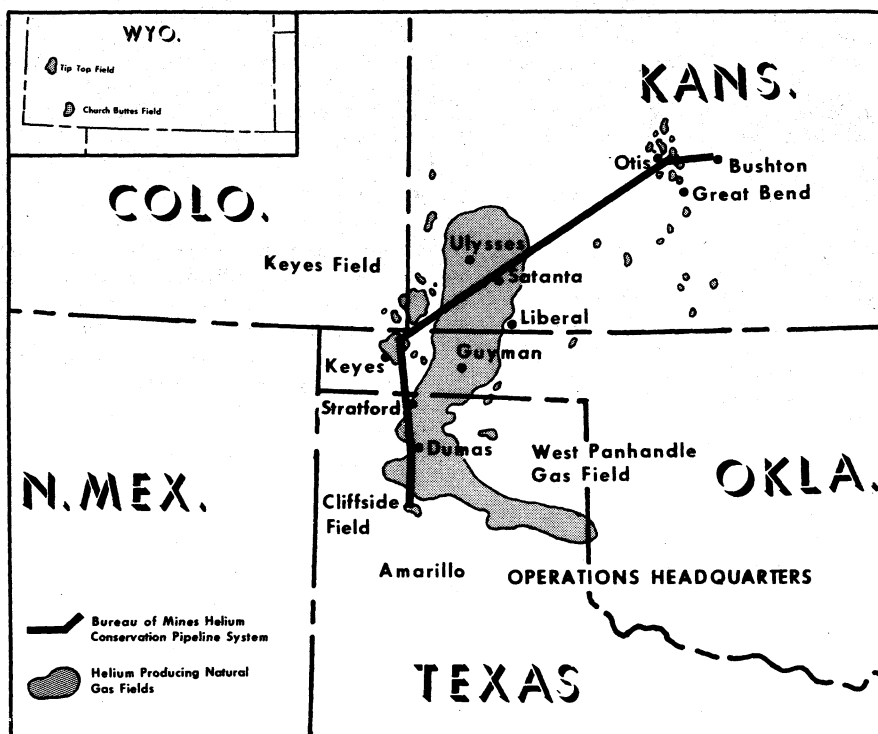 WYO.
Tip Top Field
Church Buttes Field
KANS.
Otis
Bushton
Great Bend
COLO.
Ulysses
Keyes Field
Satanta
Liberal
Keyes
Guyman
Stratford
Dumas
West Panhandle
Gas Field
N.MEX.
OKLA.
Cliffside
Field
Amarillo
OPERATIONS HEADQUARTERS
Bureau of Mines Helium
Conservation Pipeline System
Helium Producing Natural
Gas Fields
TEXAS